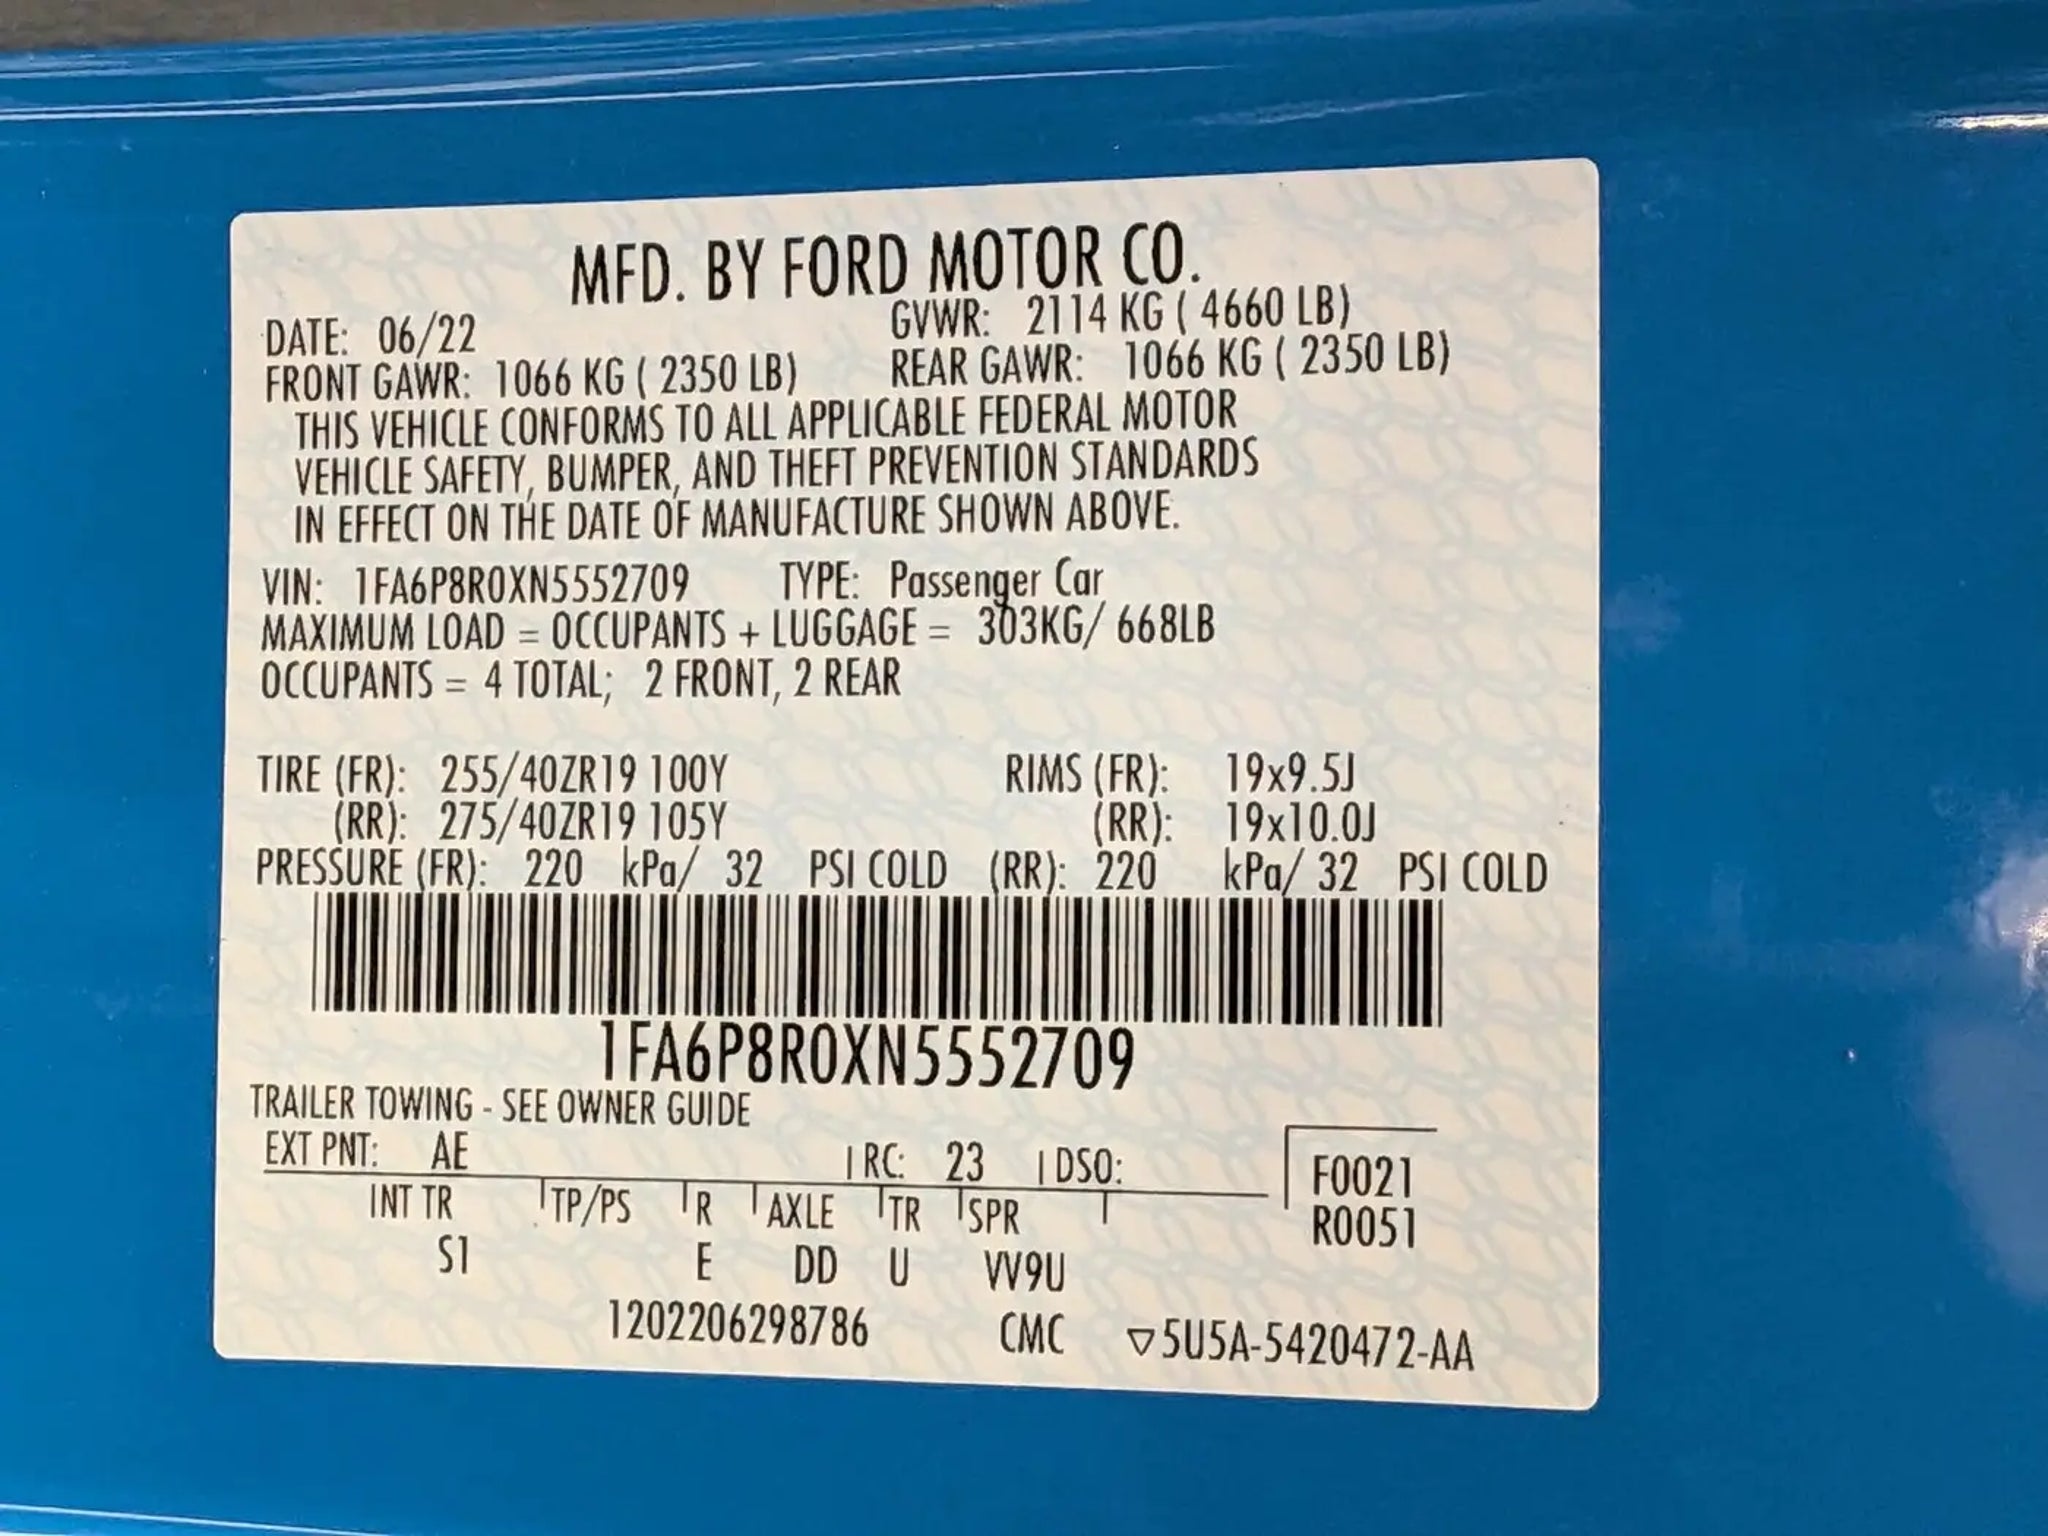 MFD. BY FORD MOTOR CO.
DATE: 06/22 GVWR: 2114 KG ( 4660 LB)
FRONT GAWR: 1066 KG ( 2350 LB) REAR GAWR: 1066 KG ( 2350 LB)
THIS VEHICLE CONFORMS TO ALL APPLICABLE FEDERAL MOTOR
VEHICLE SAFETY, BUMPER, AND THEFT PREVENTION STANDARDS
IN EFFECT ON THE DATE OF MANUFACTURE SHOWN ABOVE.
VIN: 1FA6P8R0XN5552709 TYPE: Passenger Car
MAXIMUM LOAD = OCCUPANTS + LUGGAGE = 303KG/ 668LB
OCCUPANTS = 4 TOTAL; 2 FRONT, 2 REAR
TIRE (FR): 255/40ZR19 100Y RIMS (FR): 19x9.5J
(RR): 275/40ZR19 105Y (RR): 19x10.0J
PRESSURE (FR): 220 kPa/ 32 PSI COLD (RR): 220 kPa/ 32 PSI COLD
1FA6P8R0XN5552709
TRAILER TOWING - SEE OWNER GUIDE
EXT PNT: AE RC: 23 DSO: F0021
INT TR TP/PS R AXLE TR SPR R0051
S1 E DD U VV9U
1202206298786 CMC ▽5U5A-5420472-AA